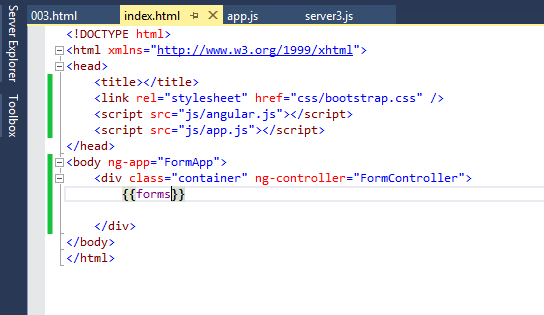 003.html index.html app.js server3.js
Server Explorer
Toolbox
<!DOCTYPE html>
<html xmlns="http://www.w3.org/1999/xhtml">
<head>
<title></title>
<link rel="stylesheet" href="css/bootstrap.css" />
<script src="js/angular.js"></script>
<script src="js/app.js"></script>
</head>
<body ng-app="FormApp">
<div class="container" ng-controller="FormController">
{{forms}}
</div>
</body>
</html>